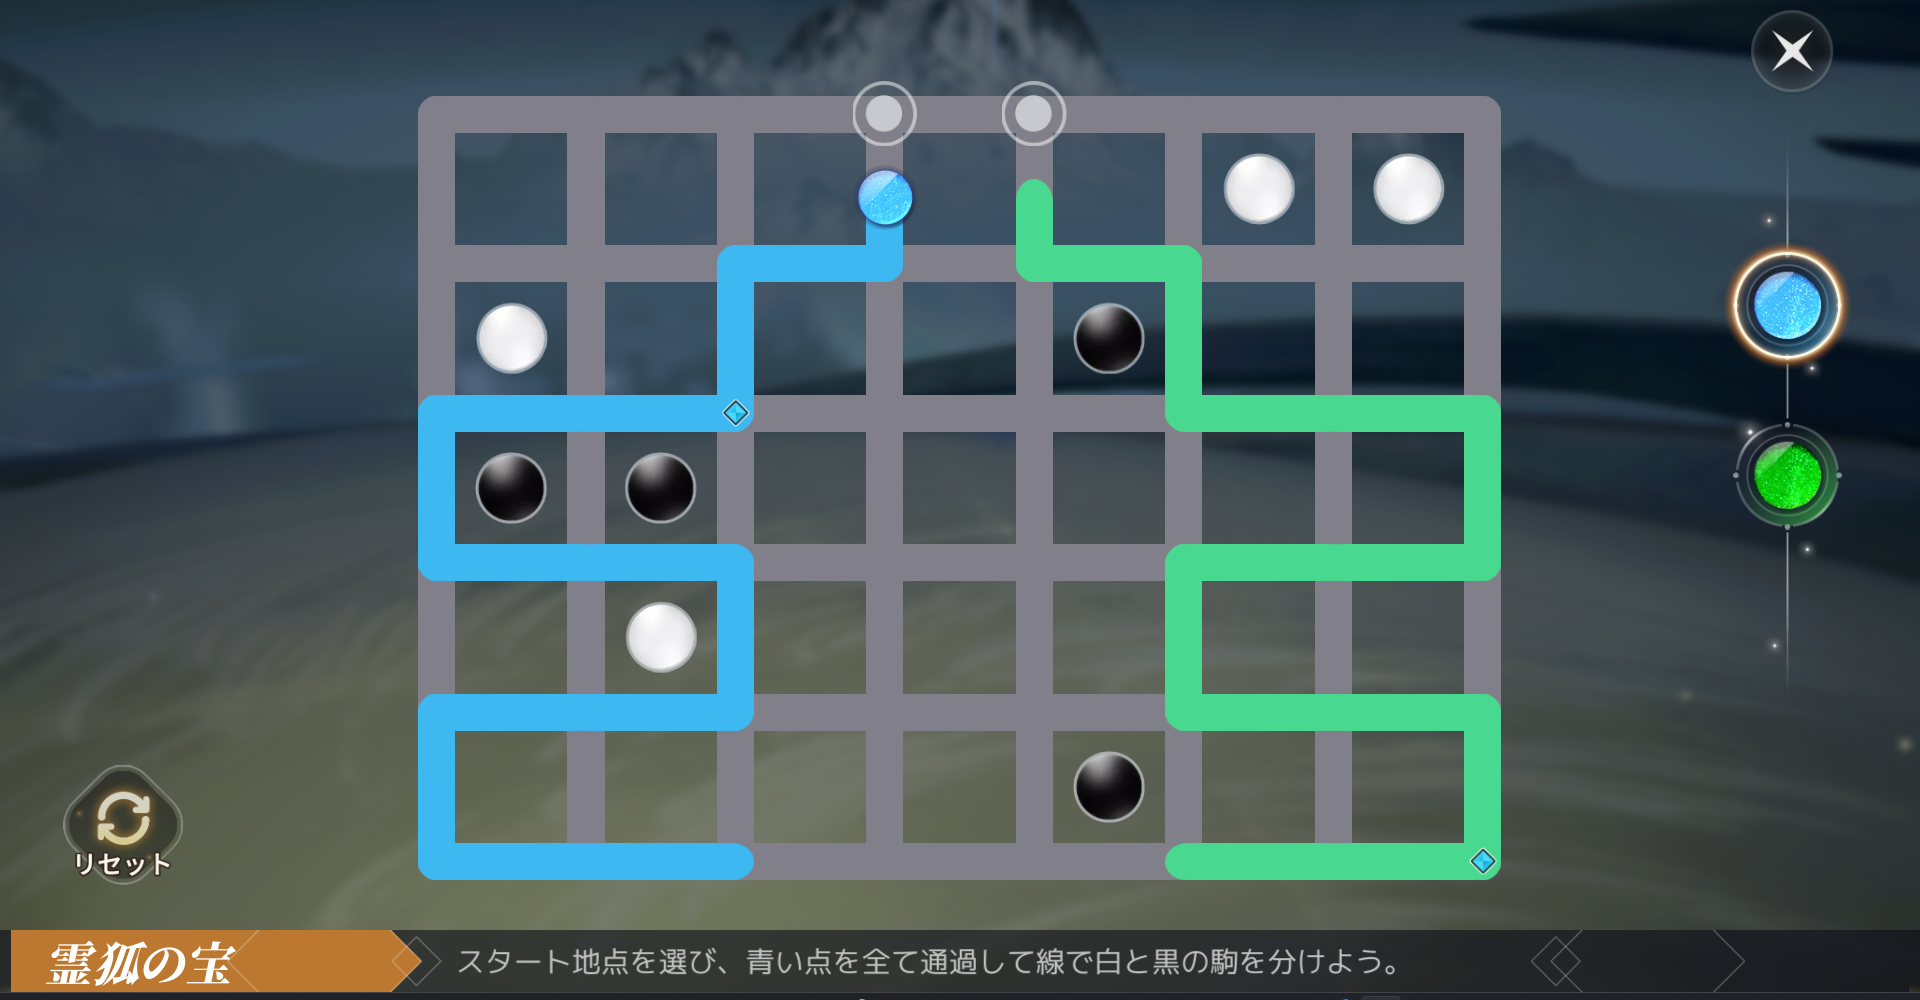 リセット
霊狐の宝
スタート地点を選び、青い点を全て通過して線で白と黒の駒を分けよう。